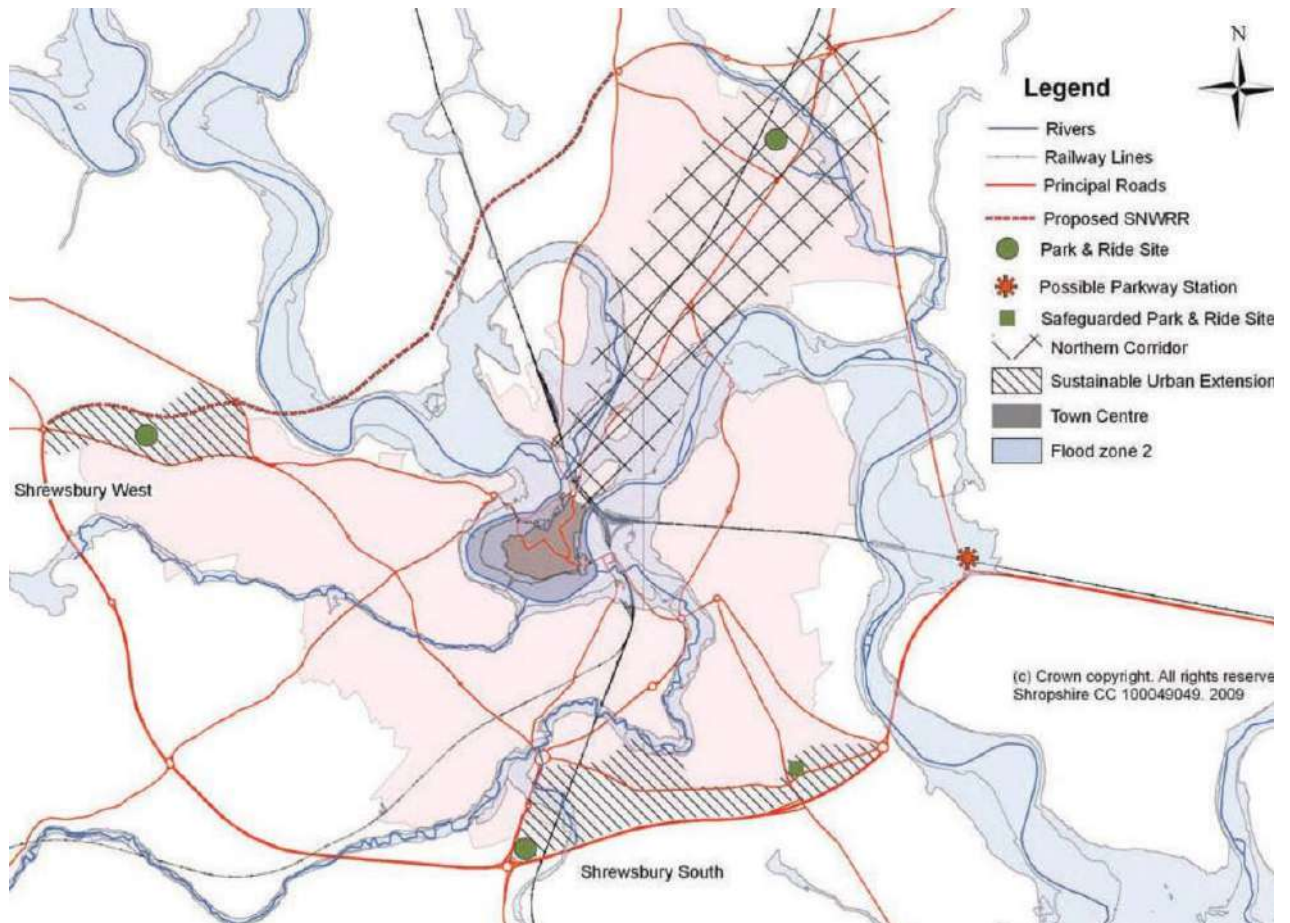 N
Legend
Rivers
Railway Lines
Principal Roads
Proposed SNWRR
Park & Ride Site
Possible Parkway Station
Safeguarded Park & Ride Site
Northern Corridor
Sustainable Urban Extension
Town Centre
Flood zone 2
Shrewsbury West
(c) Crown copyright. All rights reserve
Shropshire CC 100049049. 2009
Shrewsbury South